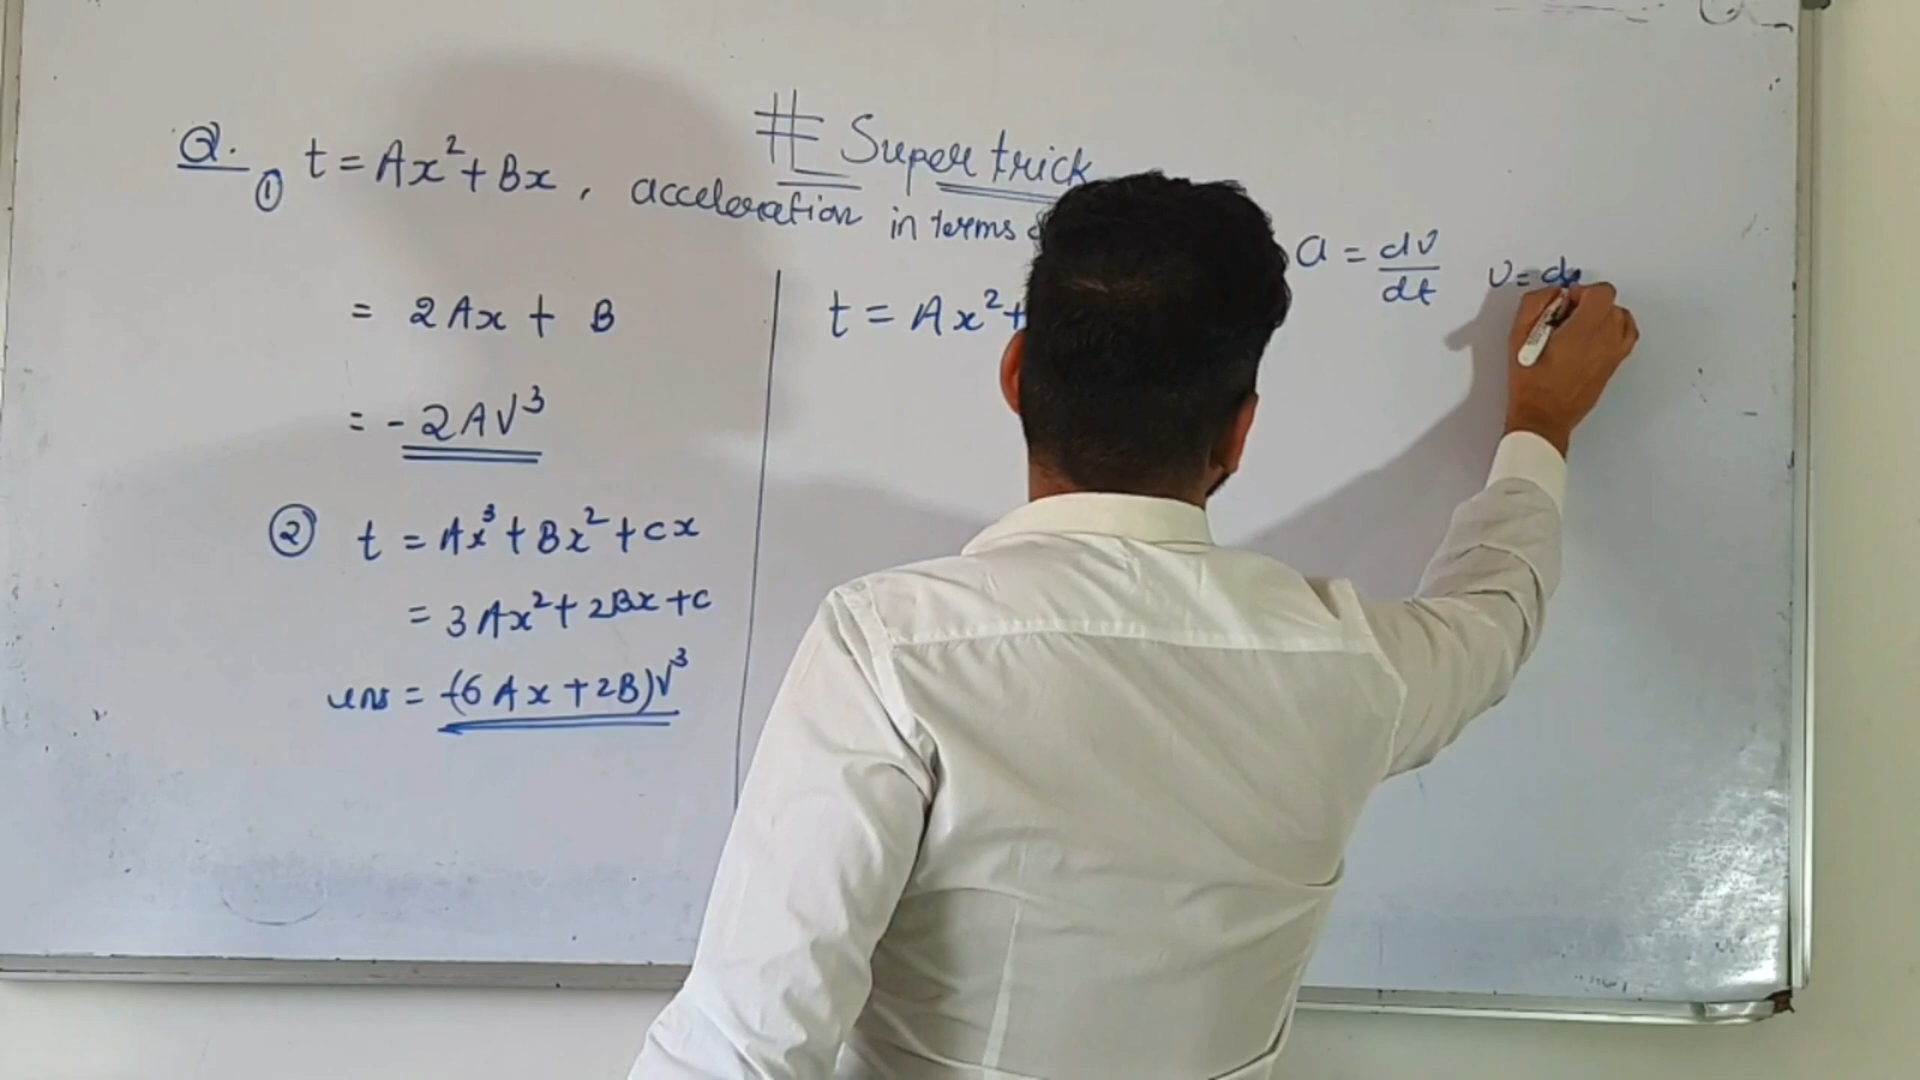 # Super trick
Q. ① t = Ax² + Bx , acceleration in terms
= 2Ax + B
= - 2AV³
② t = Ax³ + Bx² + cx
= 3Ax² + 2Bx + c
ans = -(6Ax + 2B)V³
t = Ax² +
a = dv/dt
v = dx